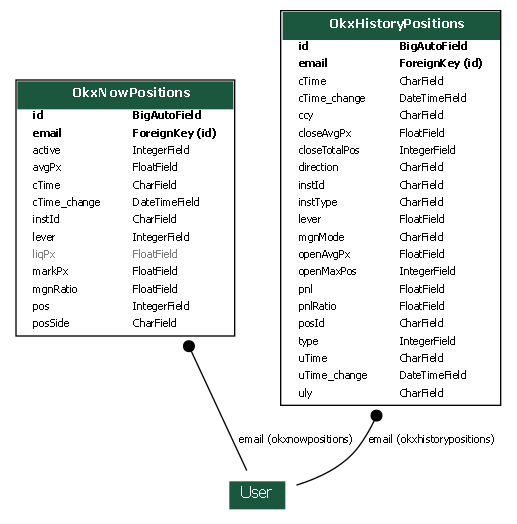 OkxHistoryPositions
id BigAutoField
email ForeignKey (id)
cTime CharField
cTime_change DateTimeField
ccy CharField
closeAvgPx FloatField
closeTotalPos IntegerField
direction CharField
instId CharField
instType CharField
lever FloatField
mgnMode CharField
openAvgPx FloatField
openMaxPos IntegerField
pnl FloatField
pnlRatio FloatField
posId CharField
type IntegerField
uTime CharField
uTime_change DateTimeField
uly CharField
OkxNowPositions
id BigAutoField
email ForeignKey (id)
active IntegerField
avgPx FloatField
cTime CharField
cTime_change DateTimeField
instId CharField
lever IntegerField
liqPx FloatField
markPx FloatField
mgnRatio FloatField
pos IntegerField
posSide CharField
email (okxnowpositions)
email (okxhistorypositions)
User